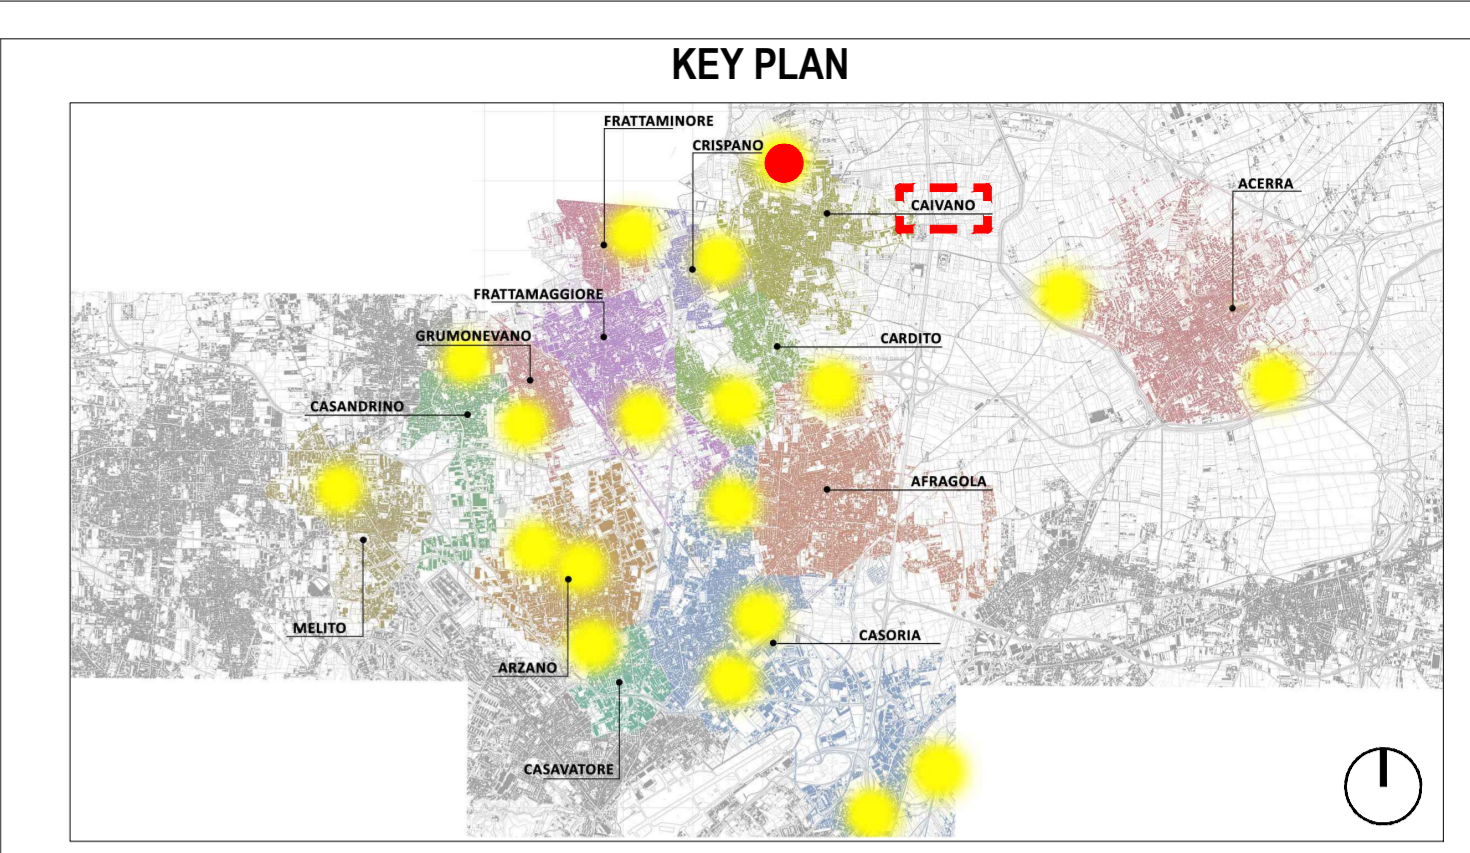 KEY PLAN
FRATTAMINORE
CRISPANO
ACERRA
CAIVANO
FRATTAMAGGIORE
GRUMONEVANO
CARDITO
CASANDRINO
AFRAGOLA
MELITO
CASORIA
ARZANO
CASAVATORE